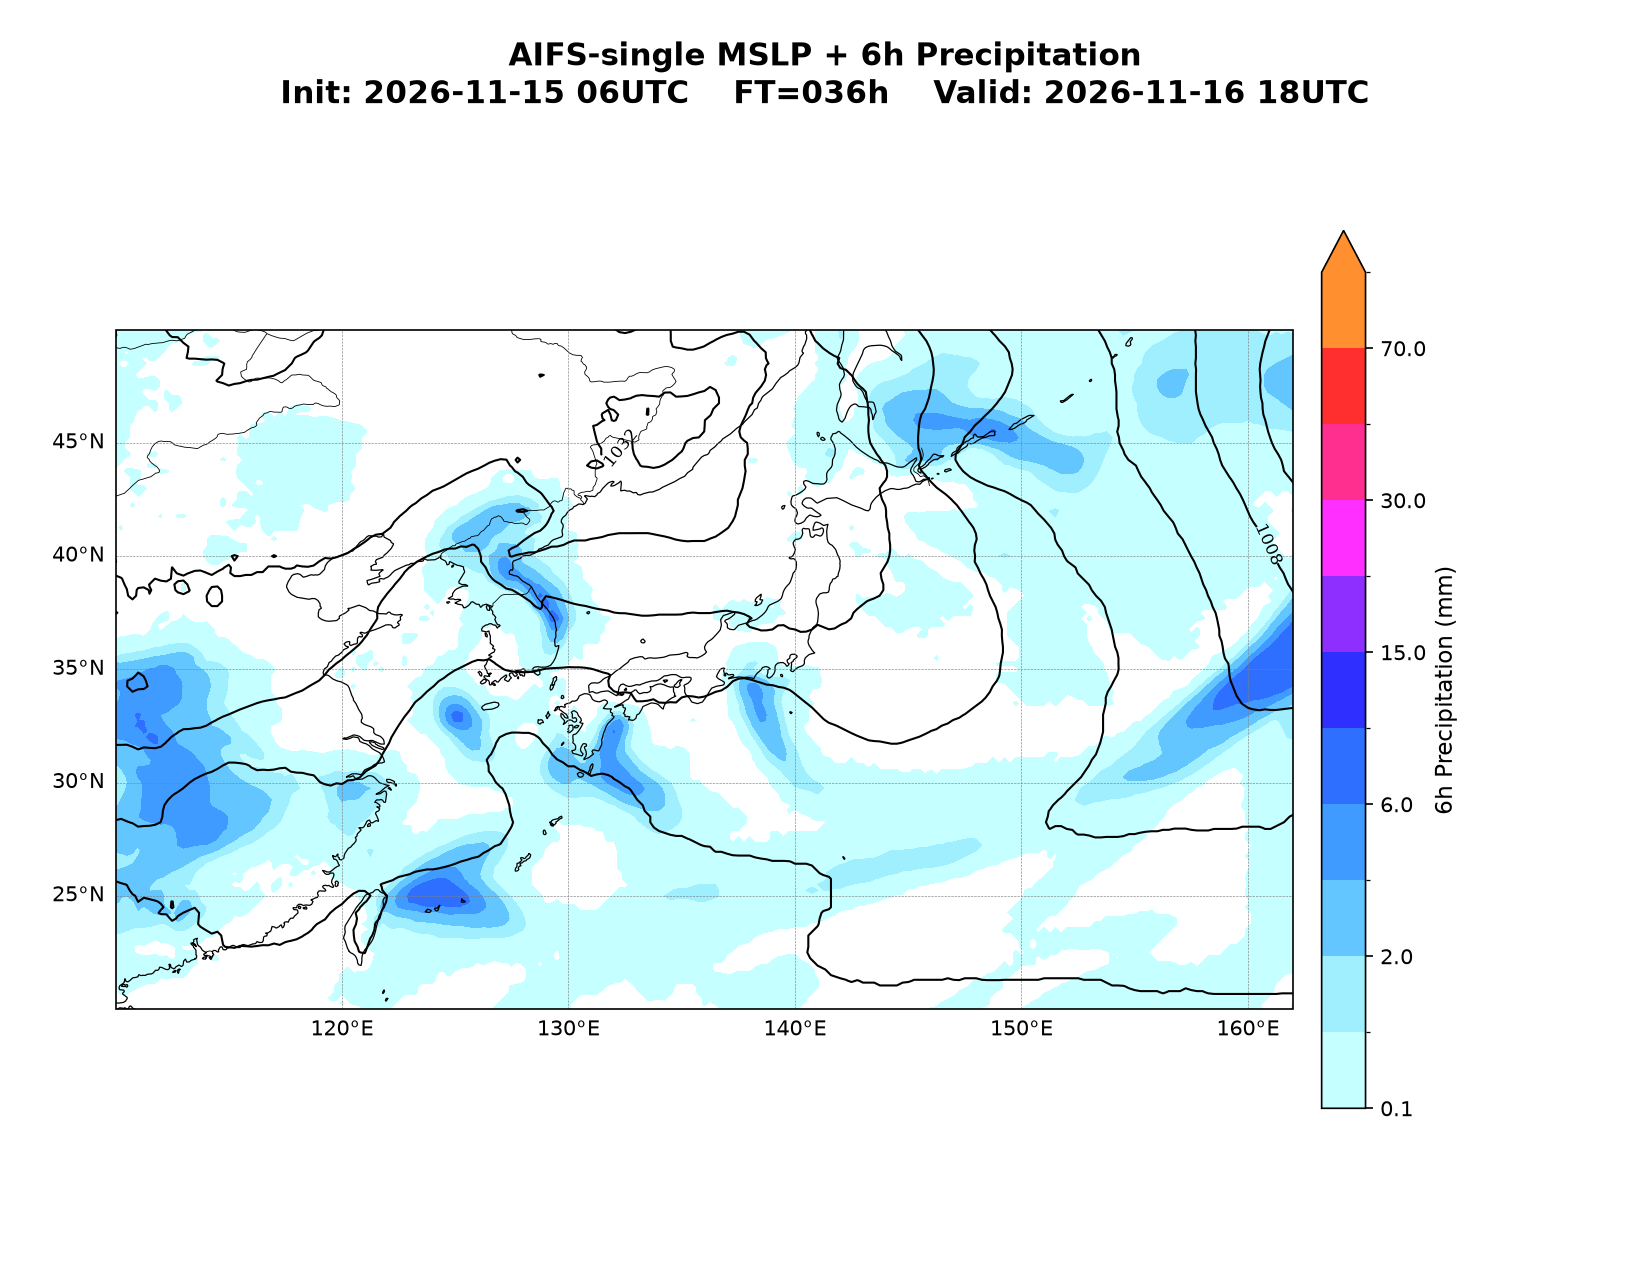 AIFS-single MSLP + 6h Precipitation
Init: 2026-11-15 06UTC    FT=036h    Valid: 2026-11-16 18UTC
70.0
30.0
15.0
6.0
2.0
0.1
6h Precipitation (mm)
45°N
40°N
35°N
30°N
25°N
1032
1008
120°E
130°E
140°E
150°E
160°E